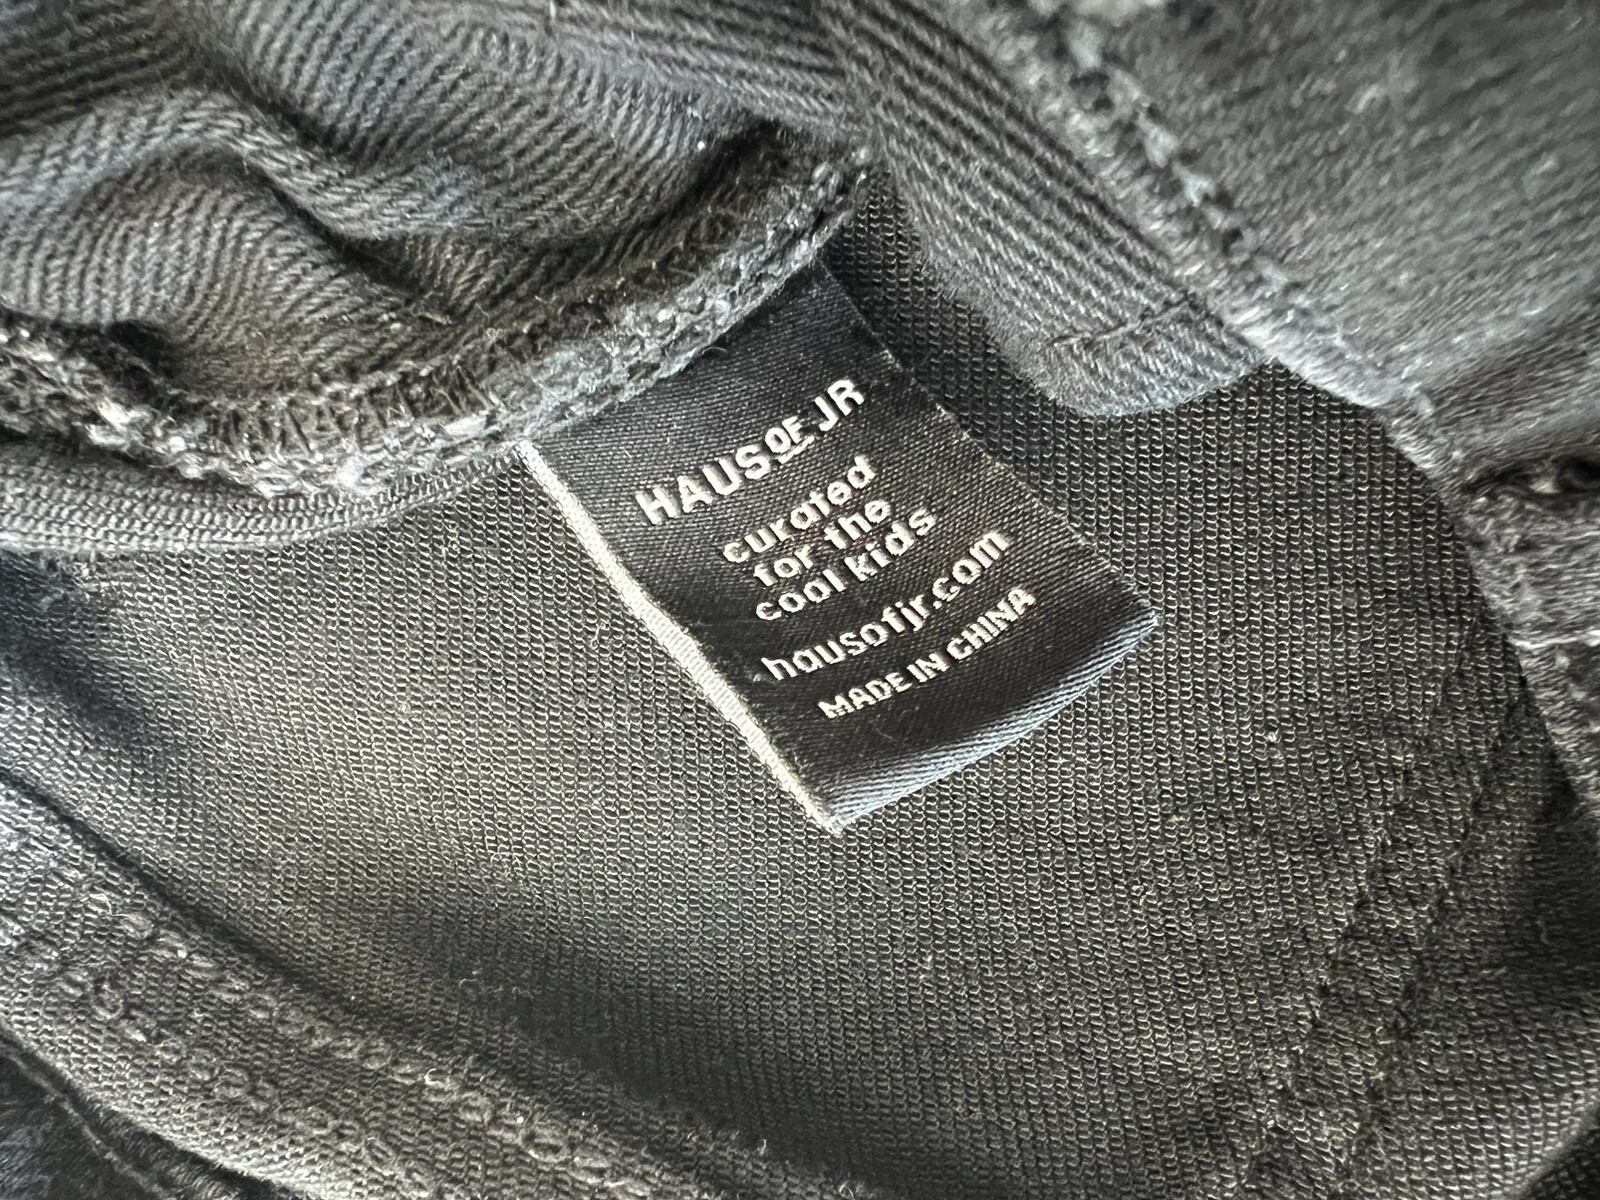 HAUS OF JR
curated
for the
cool kids
hausofjr.com
MADE IN CHINA